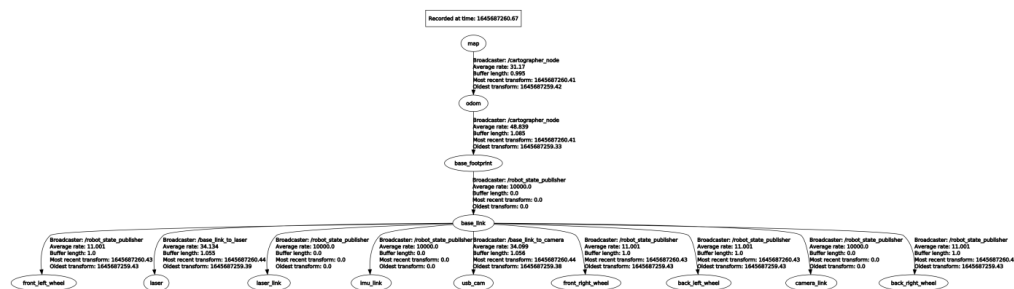 Recorded at time: 1645687260.67
map
Broadcaster: /cartographer_node
Average rate: 31.17
Buffer length: 0.995
Most recent transform: 1645687260.41
Oldest transform: 1645687259.42
odom
Broadcaster: /cartographer_node
Average rate: 48.839
Buffer length: 1.085
Most recent transform: 1645687260.41
Oldest transform: 1645687259.33
base_footprint
Broadcaster: /robot_state_publisher
Average rate: 10000.0
Buffer length: 0.0
Most recent transform: 0.0
Oldest transform: 0.0
base_link
Broadcaster: /robot_state_publisher
Average rate: 11.001
Buffer length: 1.0
Most recent transform: 1645687260.43
Oldest transform: 1645687259.43
front_left_wheel
Broadcaster: /base_link_to_laser
Average rate: 34.134
Buffer length: 1.055
Most recent transform: 1645687260.44
Oldest transform: 1645687259.39
laser
Broadcaster: /robot_state_publisher
Average rate: 10000.0
Buffer length: 0.0
Most recent transform: 0.0
Oldest transform: 0.0
laser_link
Broadcaster: /robot_state_publisher
Average rate: 10000.0
Buffer length: 0.0
Most recent transform: 0.0
Oldest transform: 0.0
imu_link
Broadcaster: /base_link_to_camera
Average rate: 34.099
Buffer length: 1.056
Most recent transform: 1645687260.44
Oldest transform: 1645687259.38
usb_cam
Broadcaster: /robot_state_publisher
Average rate: 11.001
Buffer length: 1.0
Most recent transform: 1645687260.43
Oldest transform: 1645687259.43
front_right_wheel
Broadcaster: /robot_state_publisher
Average rate: 11.001
Buffer length: 1.0
Most recent transform: 1645687260.43
Oldest transform: 1645687259.43
back_left_wheel
Broadcaster: /robot_state_publisher
Average rate: 10000.0
Buffer length: 0.0
Most recent transform: 0.0
Oldest transform: 0.0
camera_link
Broadcaster: /robot_state_publisher
Average rate: 11.001
Buffer length: 1.0
Most recent transform: 1645687260.4
Oldest transform: 1645687259.43
back_right_wheel